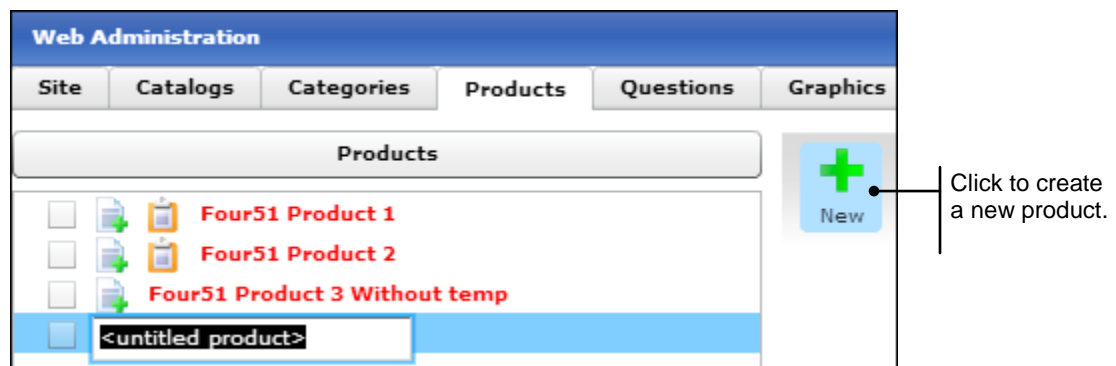 Web Administration
Site Catalogs Categories Products Questions Graphics
Products
New
Four51 Product 1
Four51 Product 2
Four51 Product 3 Without temp
<untitled product>
Click to create
a new product.